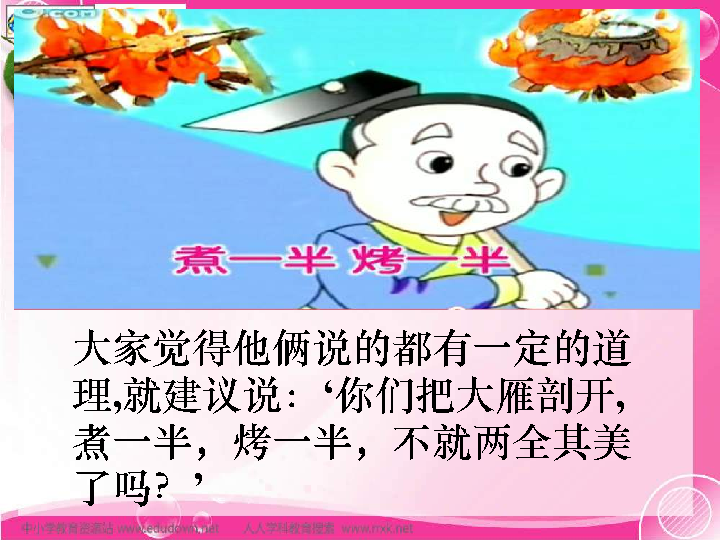 煮一半 烤一半
大家觉得他俩说的都有一定的道
理,就建议说：‘你们把大雁剖开,
煮一半，烤一半，不就两全其美
了吗？’
中小学教育资源站 www.edudown.net 人人学科教育搜索 www.rrxk.net